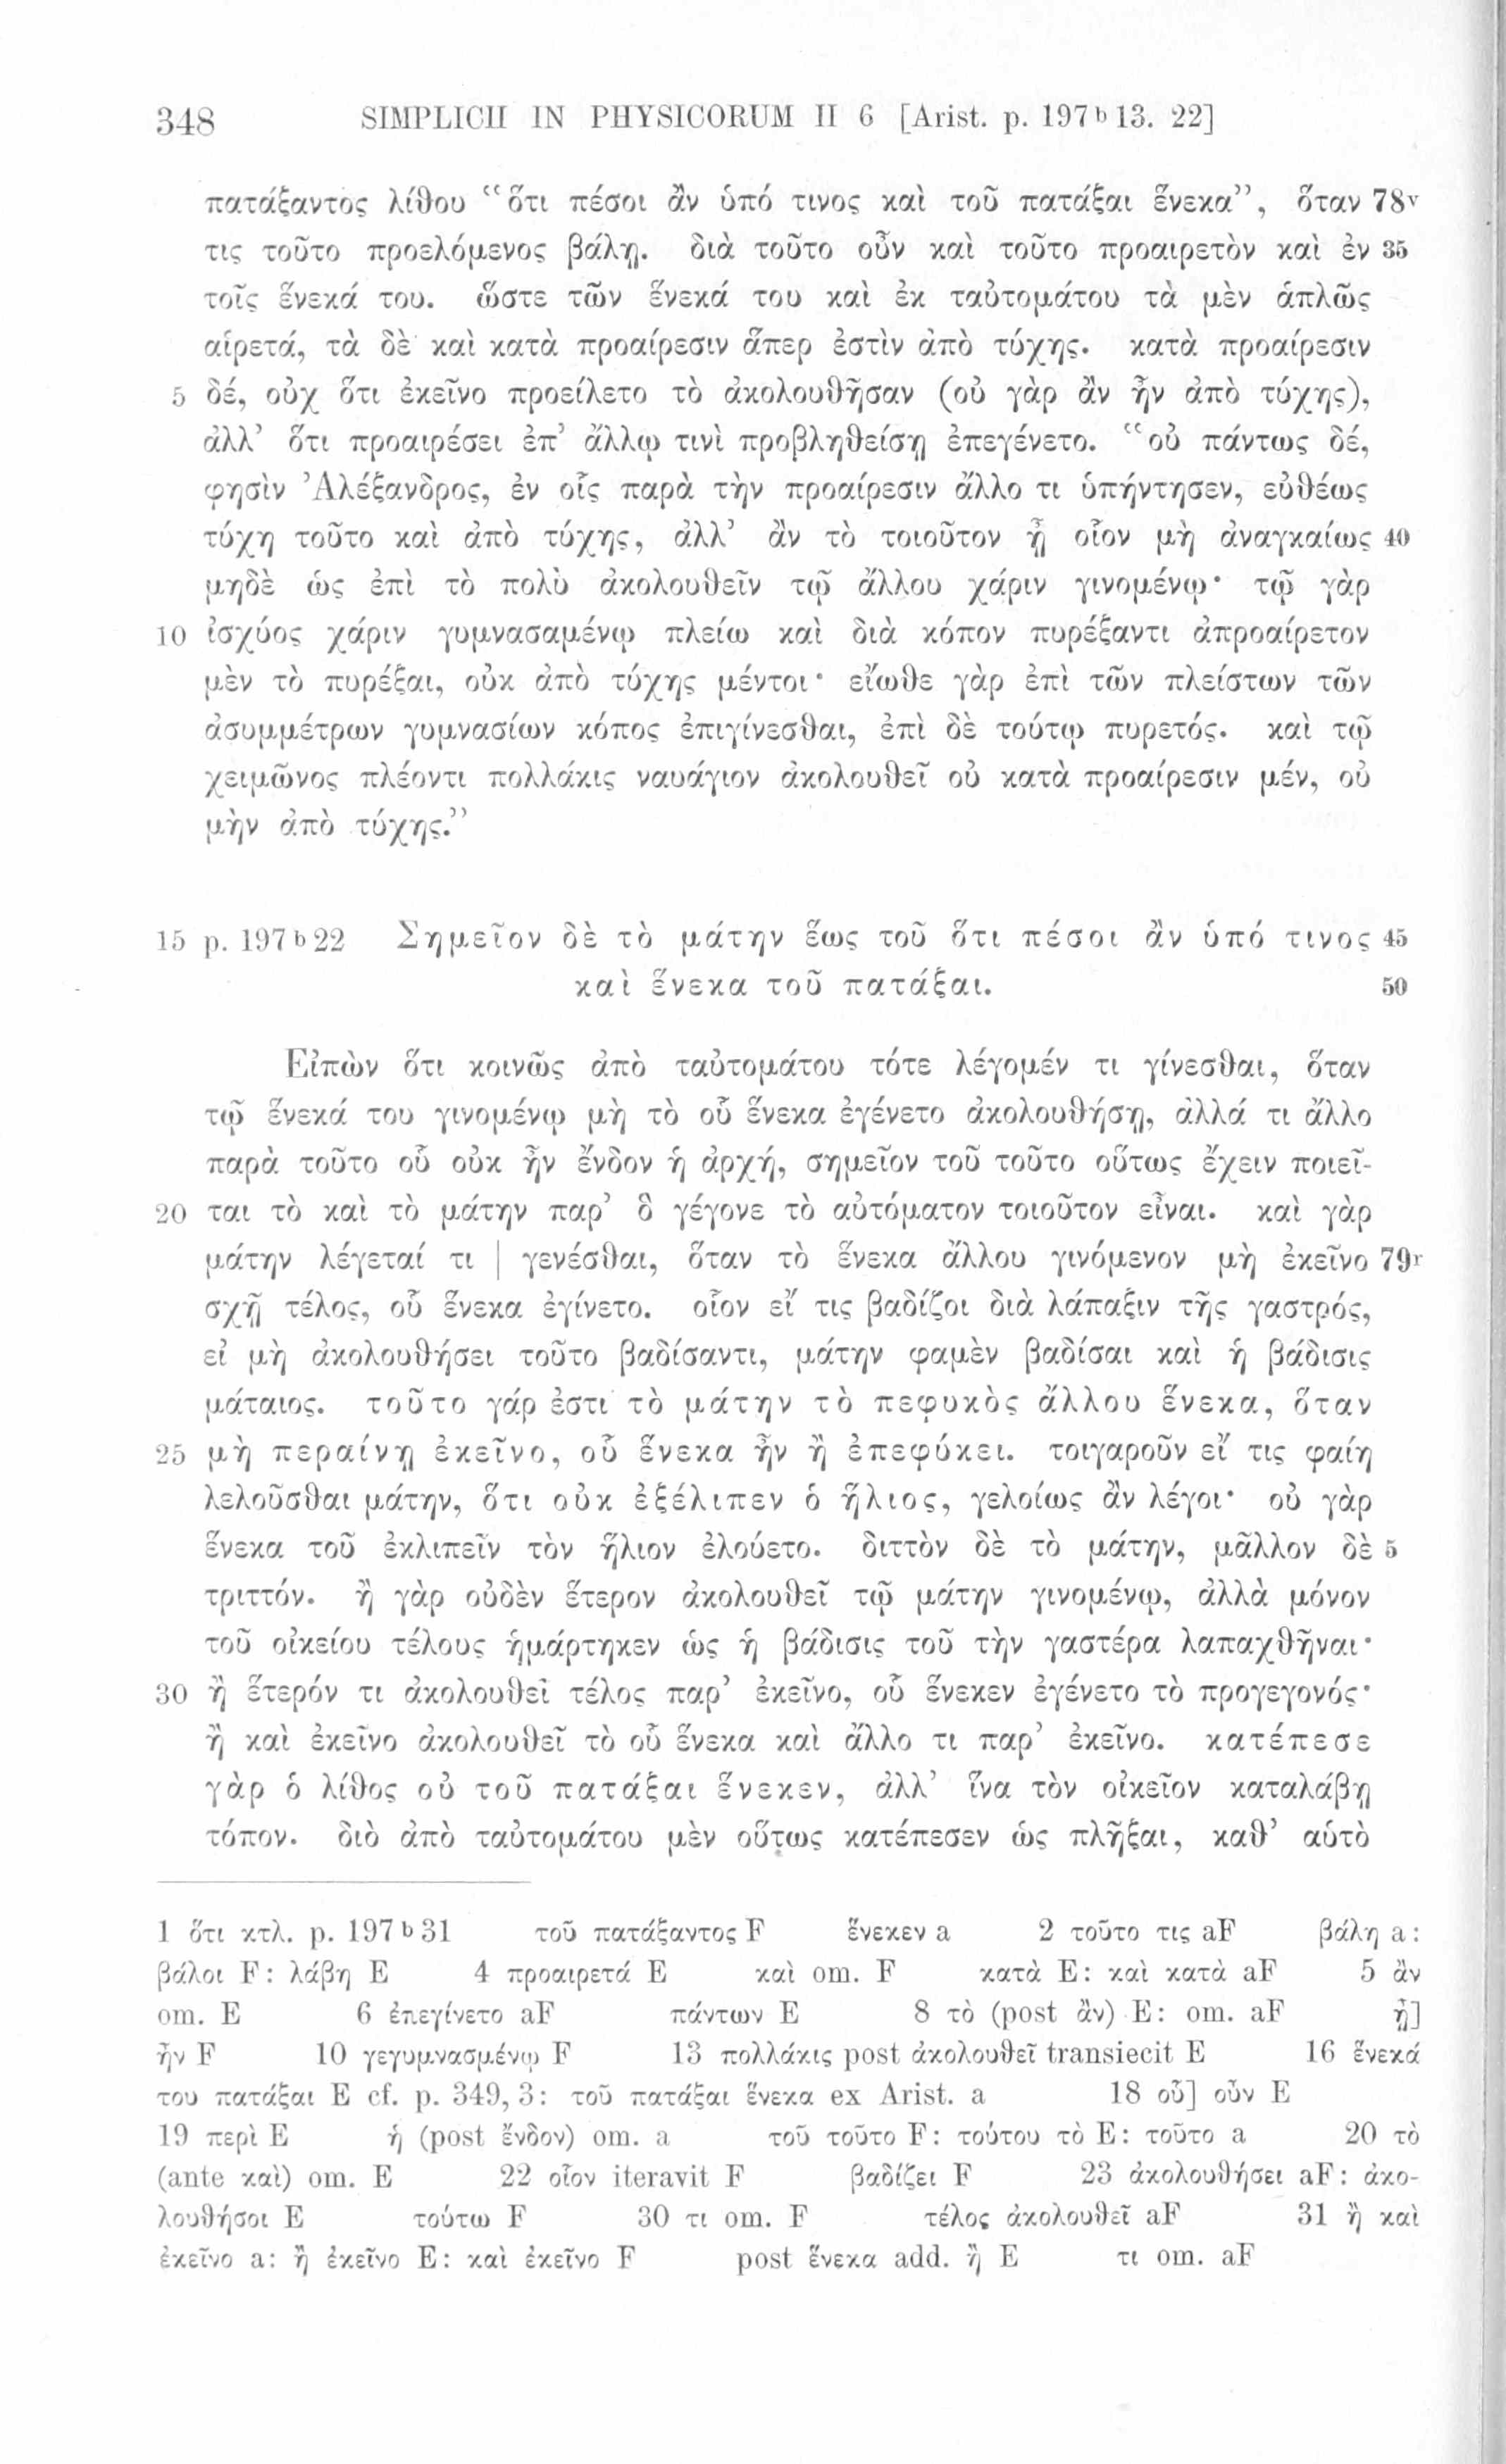 348 SIMPLICII IN PHYSICORUM II 6 [Arist. p. 197ᵇ13. 22]
πατάξαντος λίθου “ὅτι πέσοι ἂν ὑπό τινος καὶ τοῦ πατάξαι ἕνεκα”, ὅταν 78ᵛ
τις τοῦτο προελόμενος βάλῃ. διὰ τοῦτο οὖν καὶ τοῦτο προαιρετὸν καὶ ἐν 35
τοῖς ἕνεκά του. ὥστε τῶν ἕνεκά του καὶ ἐκ ταὐτομάτου τὰ μὲν ἁπλῶς
αἱρετά, τὰ δὲ καὶ κατὰ προαίρεσιν ἅπερ ἐστὶν ἀπὸ τύχης. κατὰ προαίρεσιν
5 δέ, οὐχ ὅτι ἐκεῖνο προείλετο τὸ ἀκολουθῆσαν (οὐ γὰρ ἂν ἦν ἀπὸ τύχης),
ἀλλ’ ὅτι προαιρέσει ἐπ’ ἄλλῳ τινὶ προβληθείσῃ ἐπεγένετο. “οὐ πάντως δέ,
φησὶν Ἀλέξανδρος, ἐν οἷς παρὰ τὴν προαίρεσιν ἄλλο τι ὑπήντησεν, εὐθέως
τύχη τοῦτο καὶ ἀπὸ τύχης, ἀλλ’ ἂν τὸ τοιοῦτον ᾖ οἷον μὴ ἀναγκαίως 40
μηδὲ ὡς ἐπὶ τὸ πολὺ ἀκολουθεῖν τῷ ἄλλου χάριν γινομένῳ· τῷ γὰρ
10 ἰσχύος χάριν γυμνασαμένῳ πλείω καὶ διὰ κόπον πυρέξαντι ἀπροαίρετον
μὲν τὸ πυρέξαι, οὐκ ἀπὸ τύχης μέντοι· εἴωθε γὰρ ἐπὶ τῶν πλείστων τῶν
ἀσυμμέτρων γυμνασίων κόπος ἐπιγίνεσθαι, ἐπὶ δὲ τούτῳ πυρετός. καὶ τῷ
χειμῶνος πλέοντι πολλάκις ναυάγιον ἀκολουθεῖ οὐ κατὰ προαίρεσιν μέν, οὐ
μὴν ἀπὸ τύχης.”
15 p. 197ᵇ22 Σημεῖον δὲ τὸ μάτην ἕως τοῦ ὅτι πέσοι ἂν ὑπό τινος 45
καὶ ἕνεκα τοῦ πατάξαι. 50
Εἰπὼν ὅτι κοινῶς ἀπὸ ταὐτομάτου τότε λέγομέν τι γίνεσθαι, ὅταν
τῷ ἕνεκά του γινομένῳ μὴ τὸ οὗ ἕνεκα ἐγένετο ἀκολουθήσῃ, ἀλλά τι ἄλλο
παρὰ τοῦτο οὗ οὐκ ἦν ἔνδον ἡ ἀρχή, σημεῖον τοῦ τοῦτο οὕτως ἔχειν ποιεῖ-
20 ται τὸ καὶ τὸ μάτην παρ’ ὃ γέγονε τὸ αὐτόματον τοιοῦτον εἶναι. καὶ γὰρ
μάτην λέγεταί τι | γενέσθαι, ὅταν τὸ ἕνεκα ἄλλου γινόμενον μὴ ἐκεῖνο 79ʳ
σχῇ τέλος, οὗ ἕνεκα ἐγίνετο. οἷον εἴ τις βαδίζοι διὰ λάπαξιν τῆς γαστρός,
εἰ μὴ ἀκολουθήσει τοῦτο βαδίσαντι, μάτην φαμὲν βαδίσαι καὶ ἡ βάδισις
μάταιος. τοῦτο γάρ ἐστι τὸ μάτην τὸ πεφυκὸς ἄλλου ἕνεκα, ὅταν
25 μὴ περαίνῃ ἐκεῖνο, οὗ ἕνεκα ἦν ἢ ἐπεφύκει. τοιγαροῦν εἴ τις φαίη
λελοῦσθαι μάτην, ὅτι οὐκ ἐξέλιπεν ὁ ἥλιος, γελοίως ἂν λέγοι· οὐ γὰρ
ἕνεκα τοῦ ἐκλιπεῖν τὸν ἥλιον ἐλούετο. διττὸν δὲ τὸ μάτην, μᾶλλον δὲ 5
τριττόν. ἢ γὰρ οὐδὲν ἕτερον ἀκολουθεῖ τῷ μάτην γινομένῳ, ἀλλὰ μόνον
τοῦ οἰκείου τέλους ἡμάρτηκεν ὡς ἡ βάδισις τοῦ τὴν γαστέρα λαπαχθῆναι·
30 ἢ ἕτερόν τι ἀκολουθεῖ τέλος παρ’ ἐκεῖνο, οὗ ἕνεκεν ἐγένετο τὸ προγεγονός·
ἢ καὶ ἐκεῖνο ἀκολουθεῖ τὸ οὗ ἕνεκα καὶ ἄλλο τι παρ’ ἐκεῖνο. κατέπεσε
γὰρ ὁ λίθος οὐ τοῦ πατάξαι ἕνεκεν, ἀλλ’ ἵνα τὸν οἰκεῖον καταλάβῃ
τόπον. διὸ ἀπὸ ταὐτομάτου μὲν οὕτως κατέπεσεν ὡς πλῆξαι, καθ’ αὑτὸ
1 ὅτι κτλ. p. 197ᵇ31 τοῦ πατάξαντος F ἕνεκεν a 2 τοῦτο τις aF βάλη a:
βάλοι F: λάβη E 4 προαιρετά E καὶ om. F κατὰ E: καὶ κατὰ aF 5 ἂν
om. E 6 ἐπεγίνετο aF πάντων E 8 τὸ (post ἂν) E: om. aF ᾖ]
ἦν F 10 γεγυμνασμένῳ F 13 πολλάκις post ἀκολουθεῖ transiecit E 16 ἕνεκά
του πατάξαι E cf. p. 349, 3: τοῦ πατάξαι ἕνεκα ex Arist. a 18 οὗ] οὖν E
19 περὶ E ἡ (post ἔνδον) om. a τοῦ τοῦτο F: τούτου τὸ E: τοῦτο a 20 τὸ
(ante καὶ) om. E 22 οἷον iteravit F βαδίζει F 23 ἀκολουθήσει aF: ἀκο-
λουθήσοι E τούτω F 30 τι om. F τέλος ἀκολουθεῖ aF 31 ἢ καὶ
ἐκεῖνο a: ἢ ἐκεῖνο E: καὶ ἐκεῖνο F post ἕνεκα add. ἢ E τι om. aF